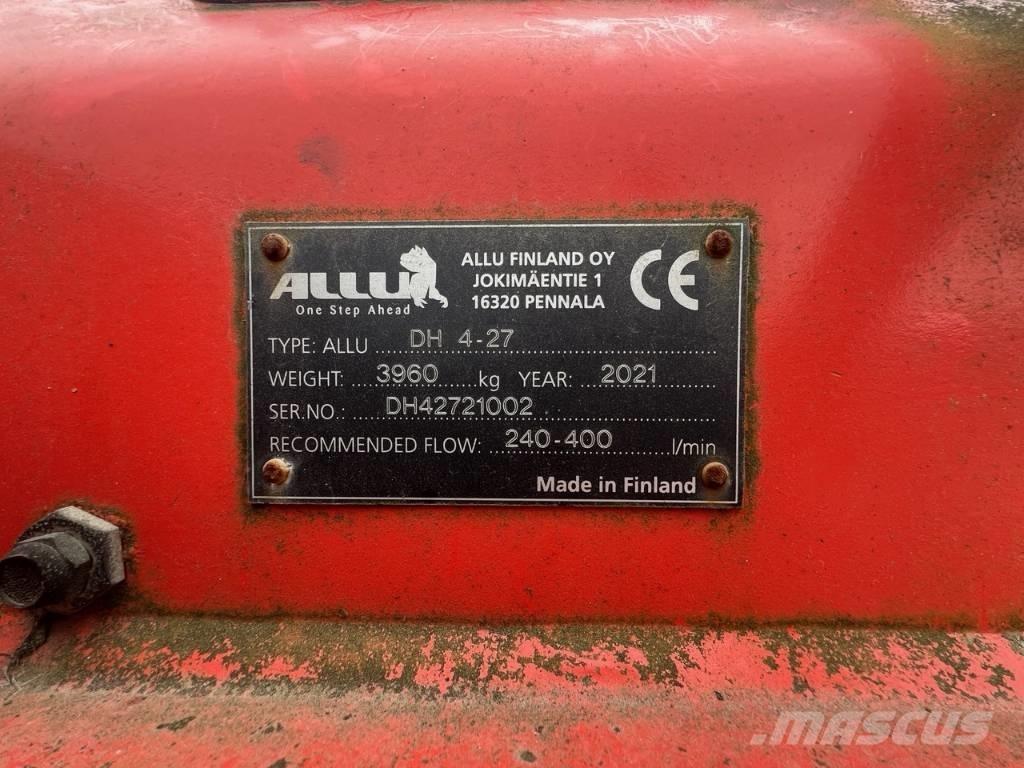 ALLU
One Step Ahead
ALLU FINLAND OY
JOKIMÄENTIE 1
16320 PENNALA
CE
TYPE: ALLU DH 4-27
WEIGHT: 3960 kg YEAR: 2021
SER.NO.: DH42721002
RECOMMENDED FLOW: 240-400 l/min
Made in Finland
MASCUS